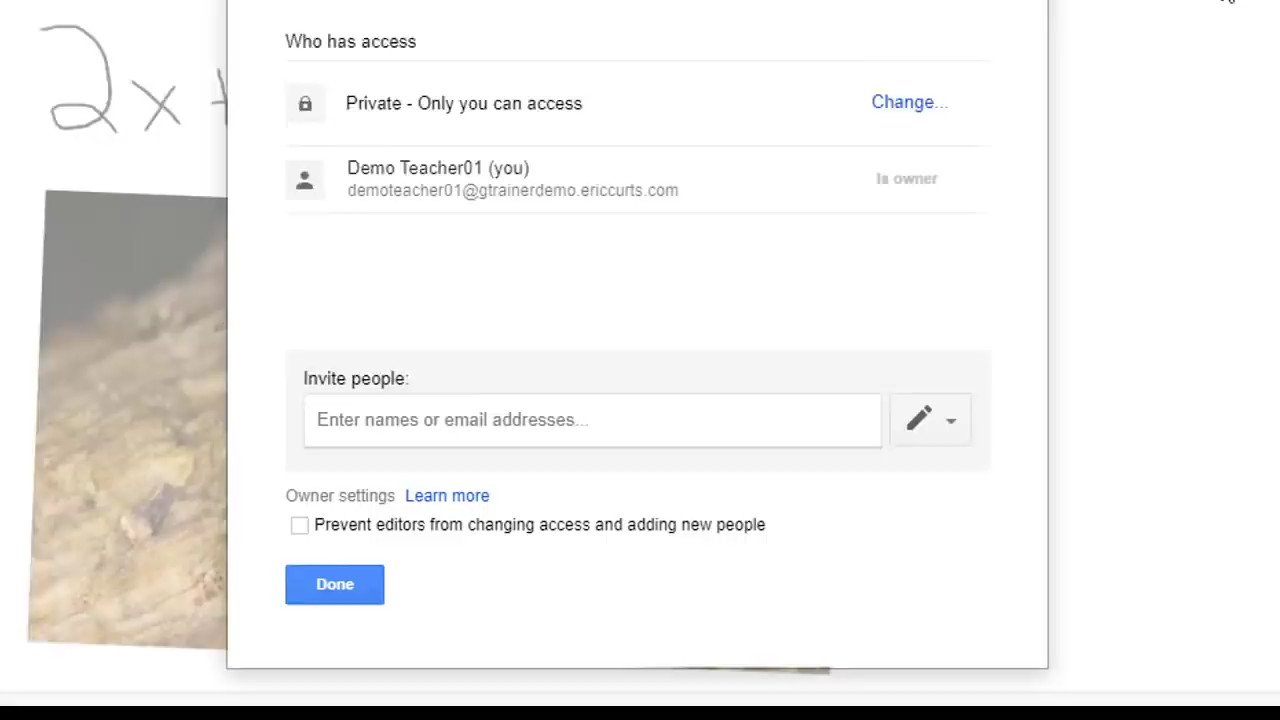 2x +
Who has access
Private - Only you can access
Change...
Demo Teacher01 (you)
demoteacher01@gtrainerdemo.ericcurts.com
Is owner
Invite people:
Enter names or email addresses...
Owner settings Learn more
Prevent editors from changing access and adding new people
Done